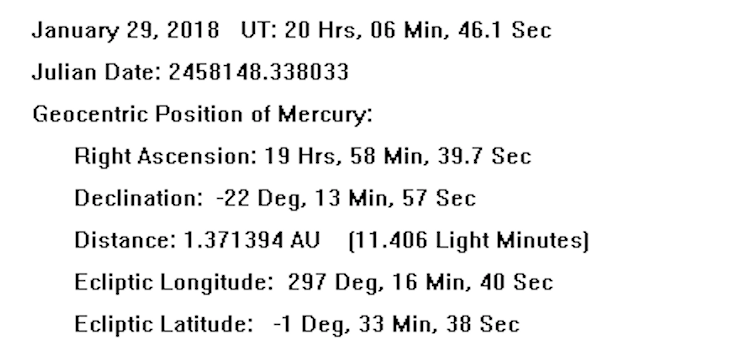 January 29, 2018 UT: 20 Hrs, 06 Min, 46.1 Sec
Julian Date: 2458148.338033
Geocentric Position of Mercury:
Right Ascension: 19 Hrs, 58 Min, 39.7 Sec
Declination: -22 Deg, 13 Min, 57 Sec
Distance: 1.371394 AU (11.406 Light Minutes)
Ecliptic Longitude: 297 Deg, 16 Min, 40 Sec
Ecliptic Latitude: -1 Deg, 33 Min, 38 Sec